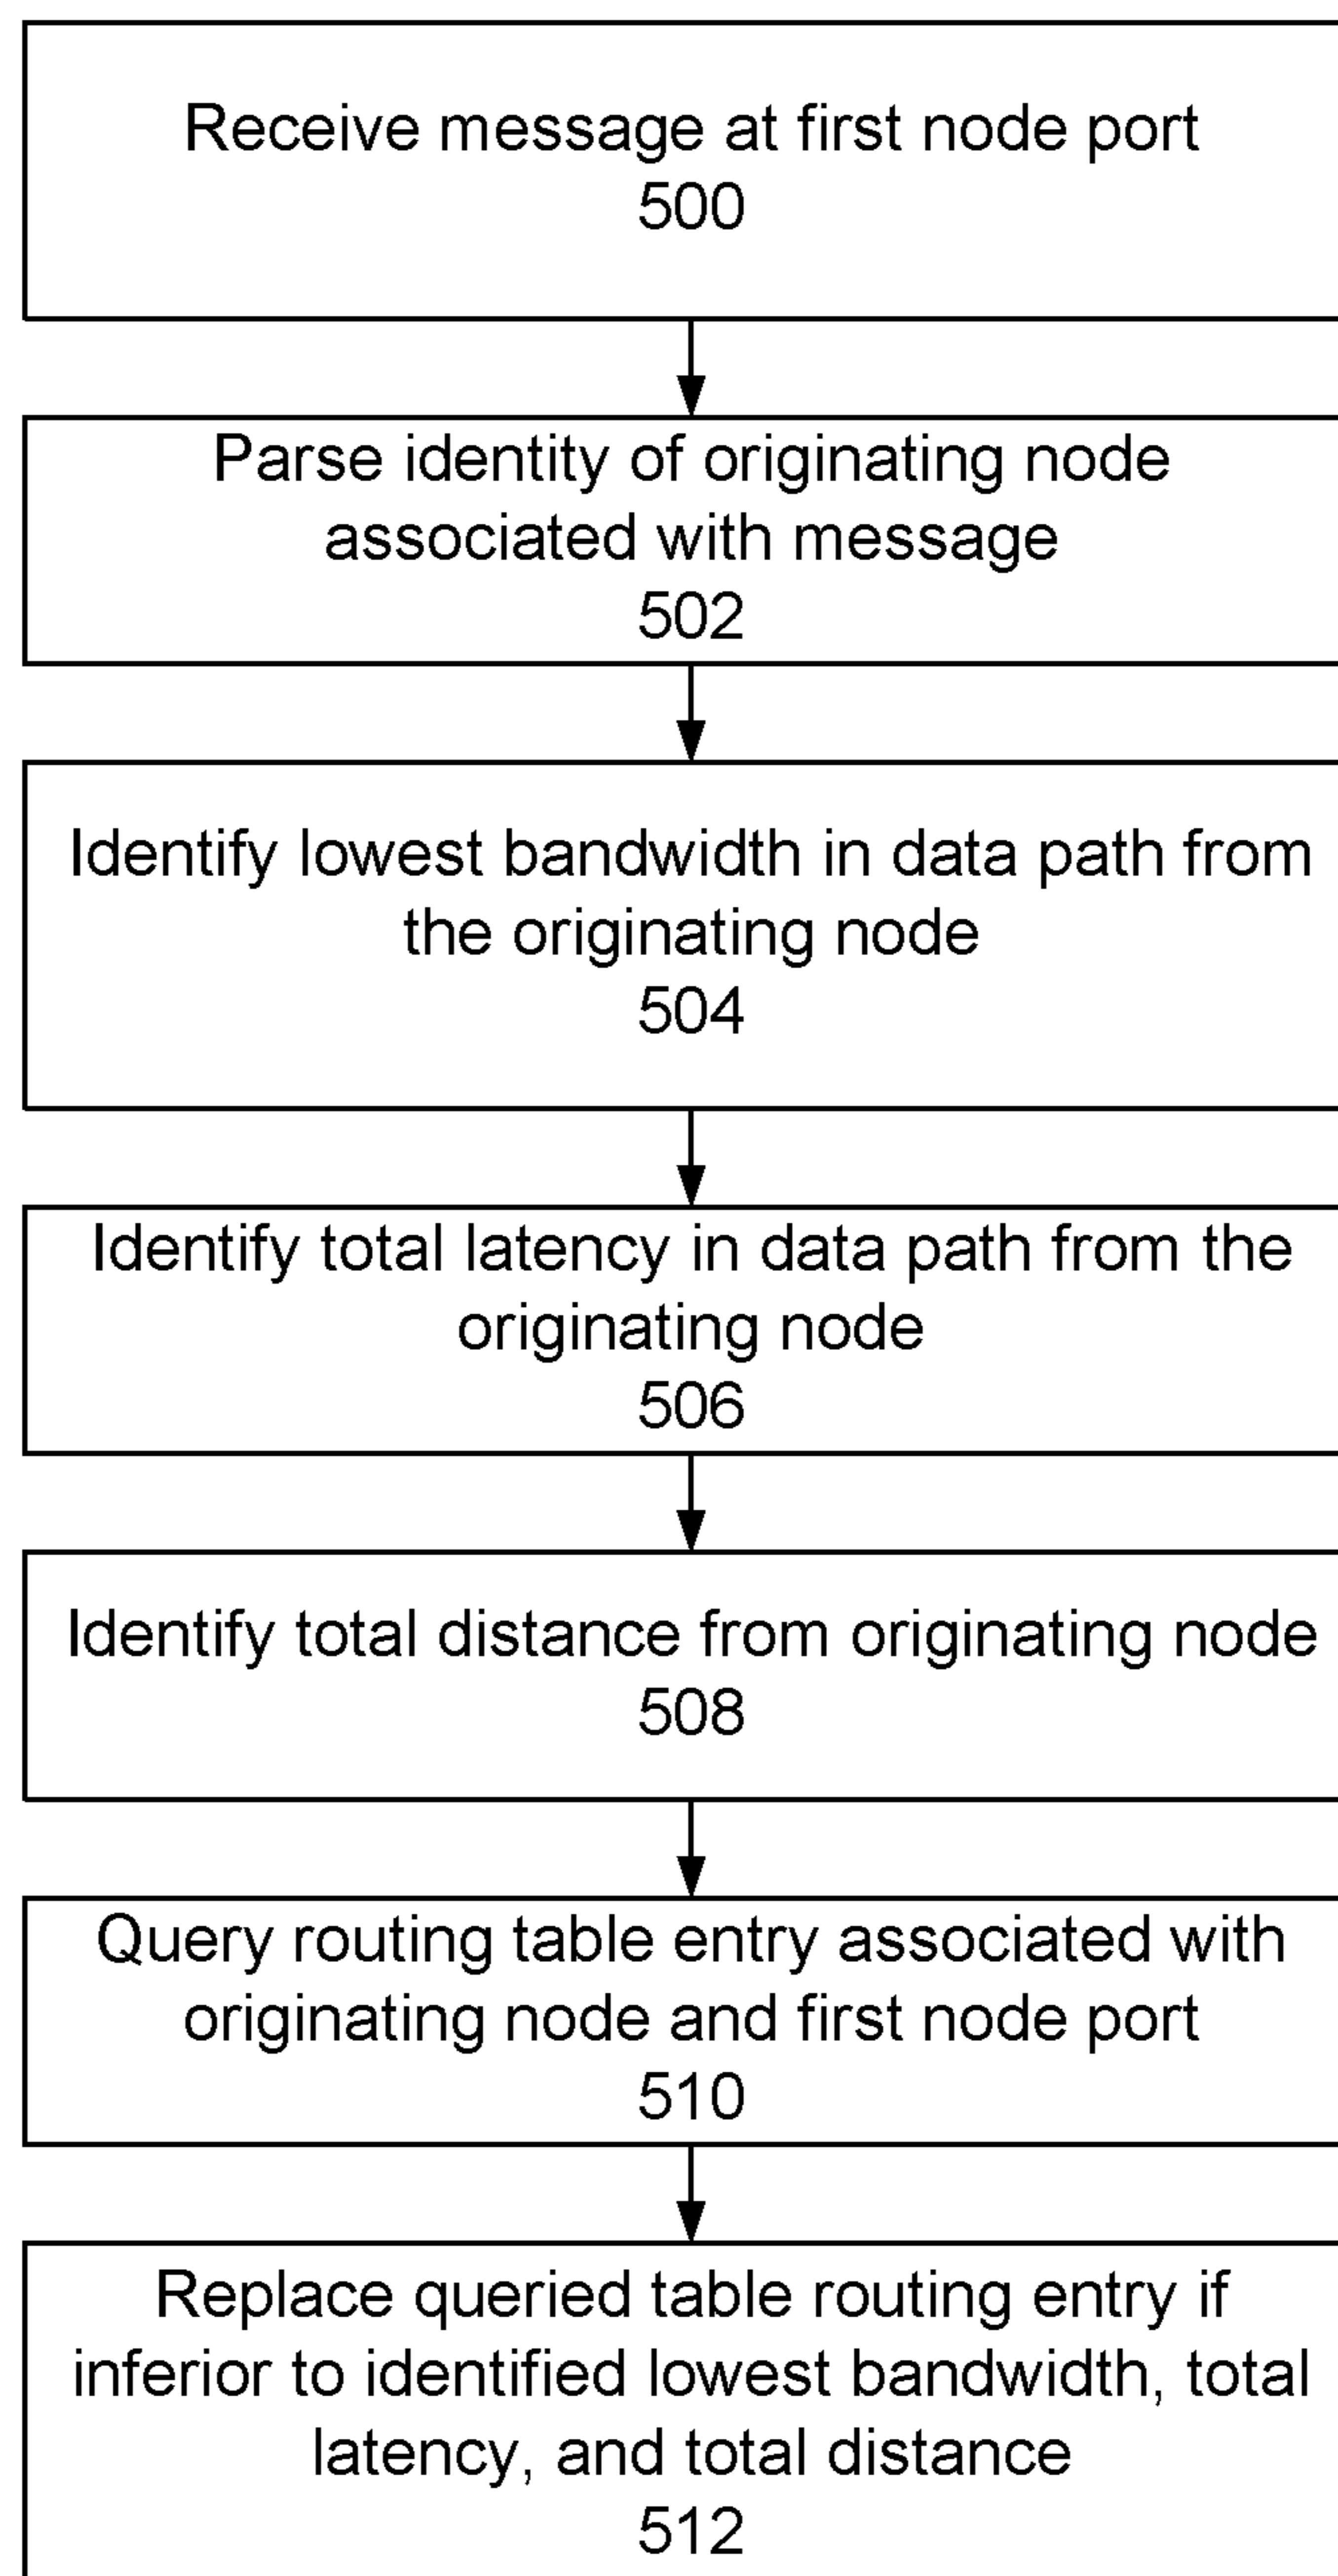 Receive message at first node port
500
Parse identity of originating node
associated with message
502
Identify lowest bandwidth in data path from
the originating node
504
Identify total latency in data path from the
originating node
506
Identify total distance from originating node
508
Query routing table entry associated with
originating node and first node port
510
Replace queried table routing entry if
inferior to identified lowest bandwidth, total
latency, and total distance
512